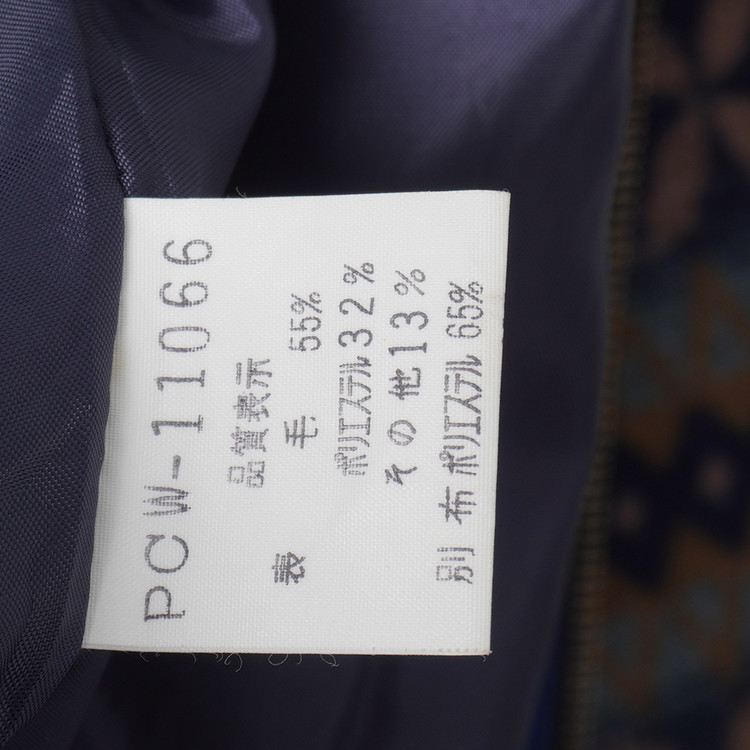 PCW-11066
品質表示
表 毛 55%
ポリエステル32%
その他13%
別布 ポリエステル 65%